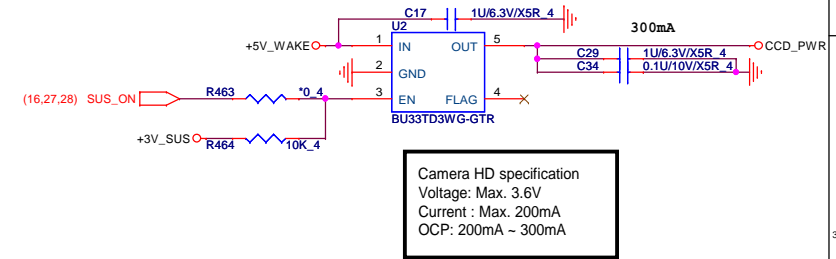 C17 1U/6.3V/X5R_4
U2
300mA
+5V_WAKE 1 IN OUT 5 CCD_PWR
C29 1U/6.3V/X5R_4
2 GND
C34 0.1U/10V/X5R_4
(16,27,28) SUS_ON R463 *0_4 3 EN FLAG 4
BU33TD3WG-GTR
+3V_SUS R464 10K_4
Camera HD specification
Voltage: Max. 3.6V
Current : Max. 200mA
OCP: 200mA ~ 300mA
3